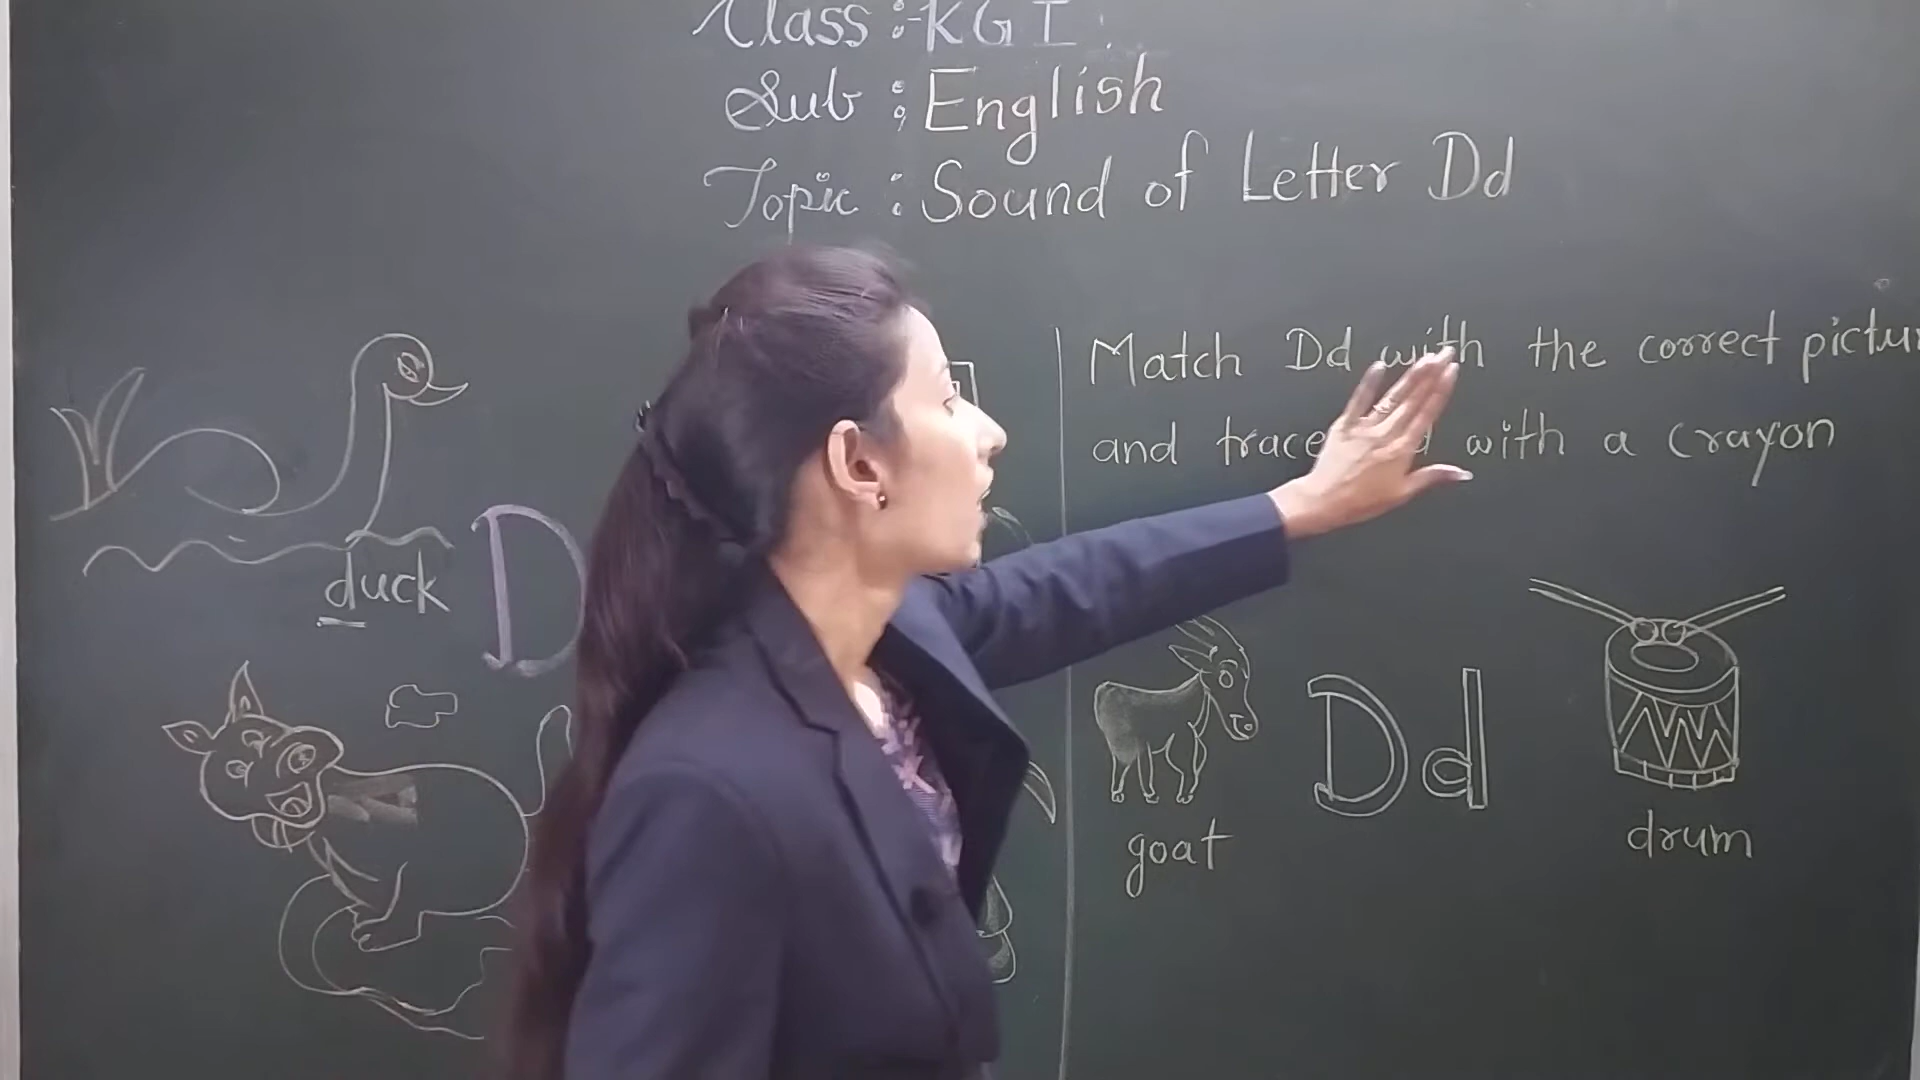 Class :- KG I
Sub : English
Topic : Sound of Letter Dd
duck
D
Match Dd with the correct
and trace with a crayon
Dd
goat
drum